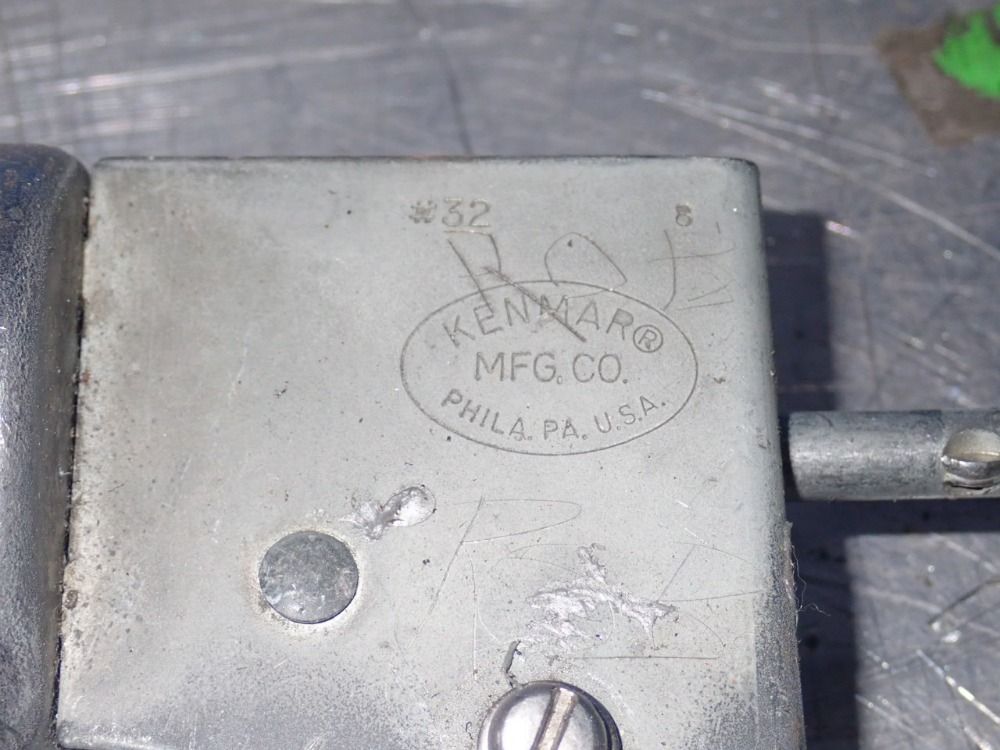 #32 8
KENMAR®
MFG. CO.
PHILA. PA. U.S.A.